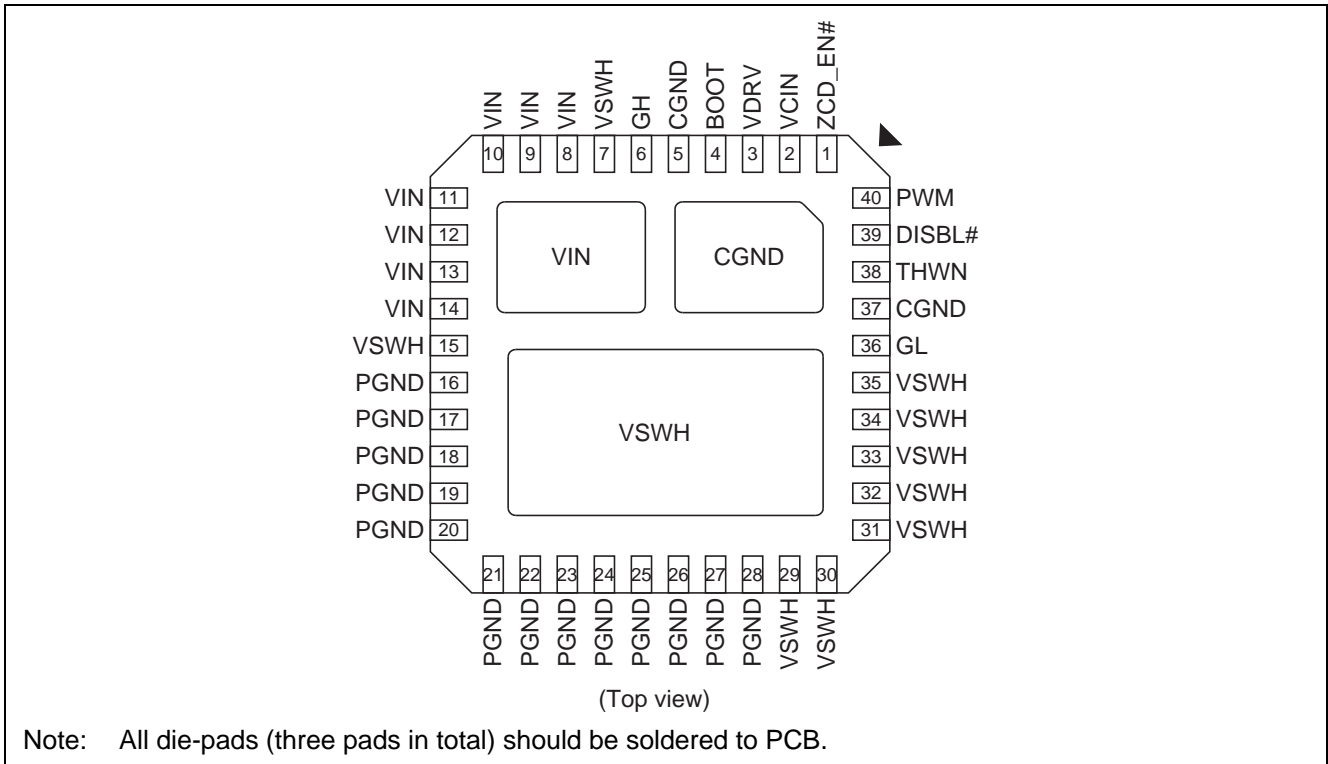 VIN VIN VIN VSWH GH CGND BOOT VDRV VCIN ZCD_EN#
10 9 8 7 6 5 4 3 2 1
VIN 11 40 PWM
VIN 12 39 DISBL#
VIN 13 38 THWN
VIN 14 37 CGND
VSWH 15 36 GL
PGND 16 35 VSWH
PGND 17 34 VSWH
PGND 18 33 VSWH
PGND 19 32 VSWH
PGND 20 31 VSWH
VIN CGND
VSWH
21 22 23 24 25 26 27 28 29 30
PGND PGND PGND PGND PGND PGND PGND PGND VSWH VSWH
(Top view)
Note: All die-pads (three pads in total) should be soldered to PCB.